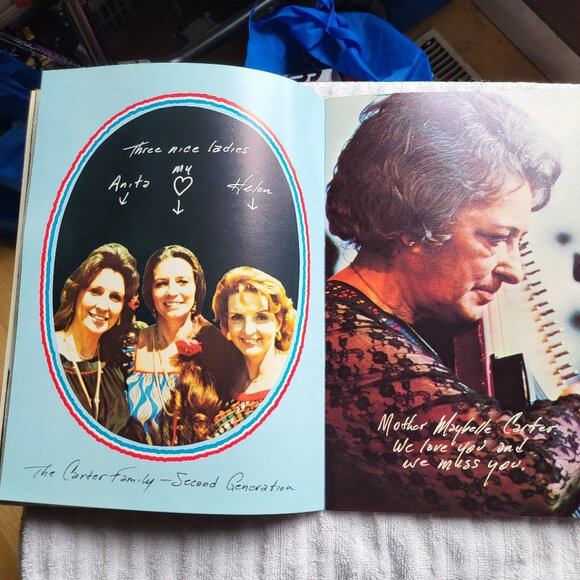 Three nice ladies
my
Anita ♡ Helen
The Carter Family – Second Generation
Mother Maybelle Carter
We love you and
we miss you.